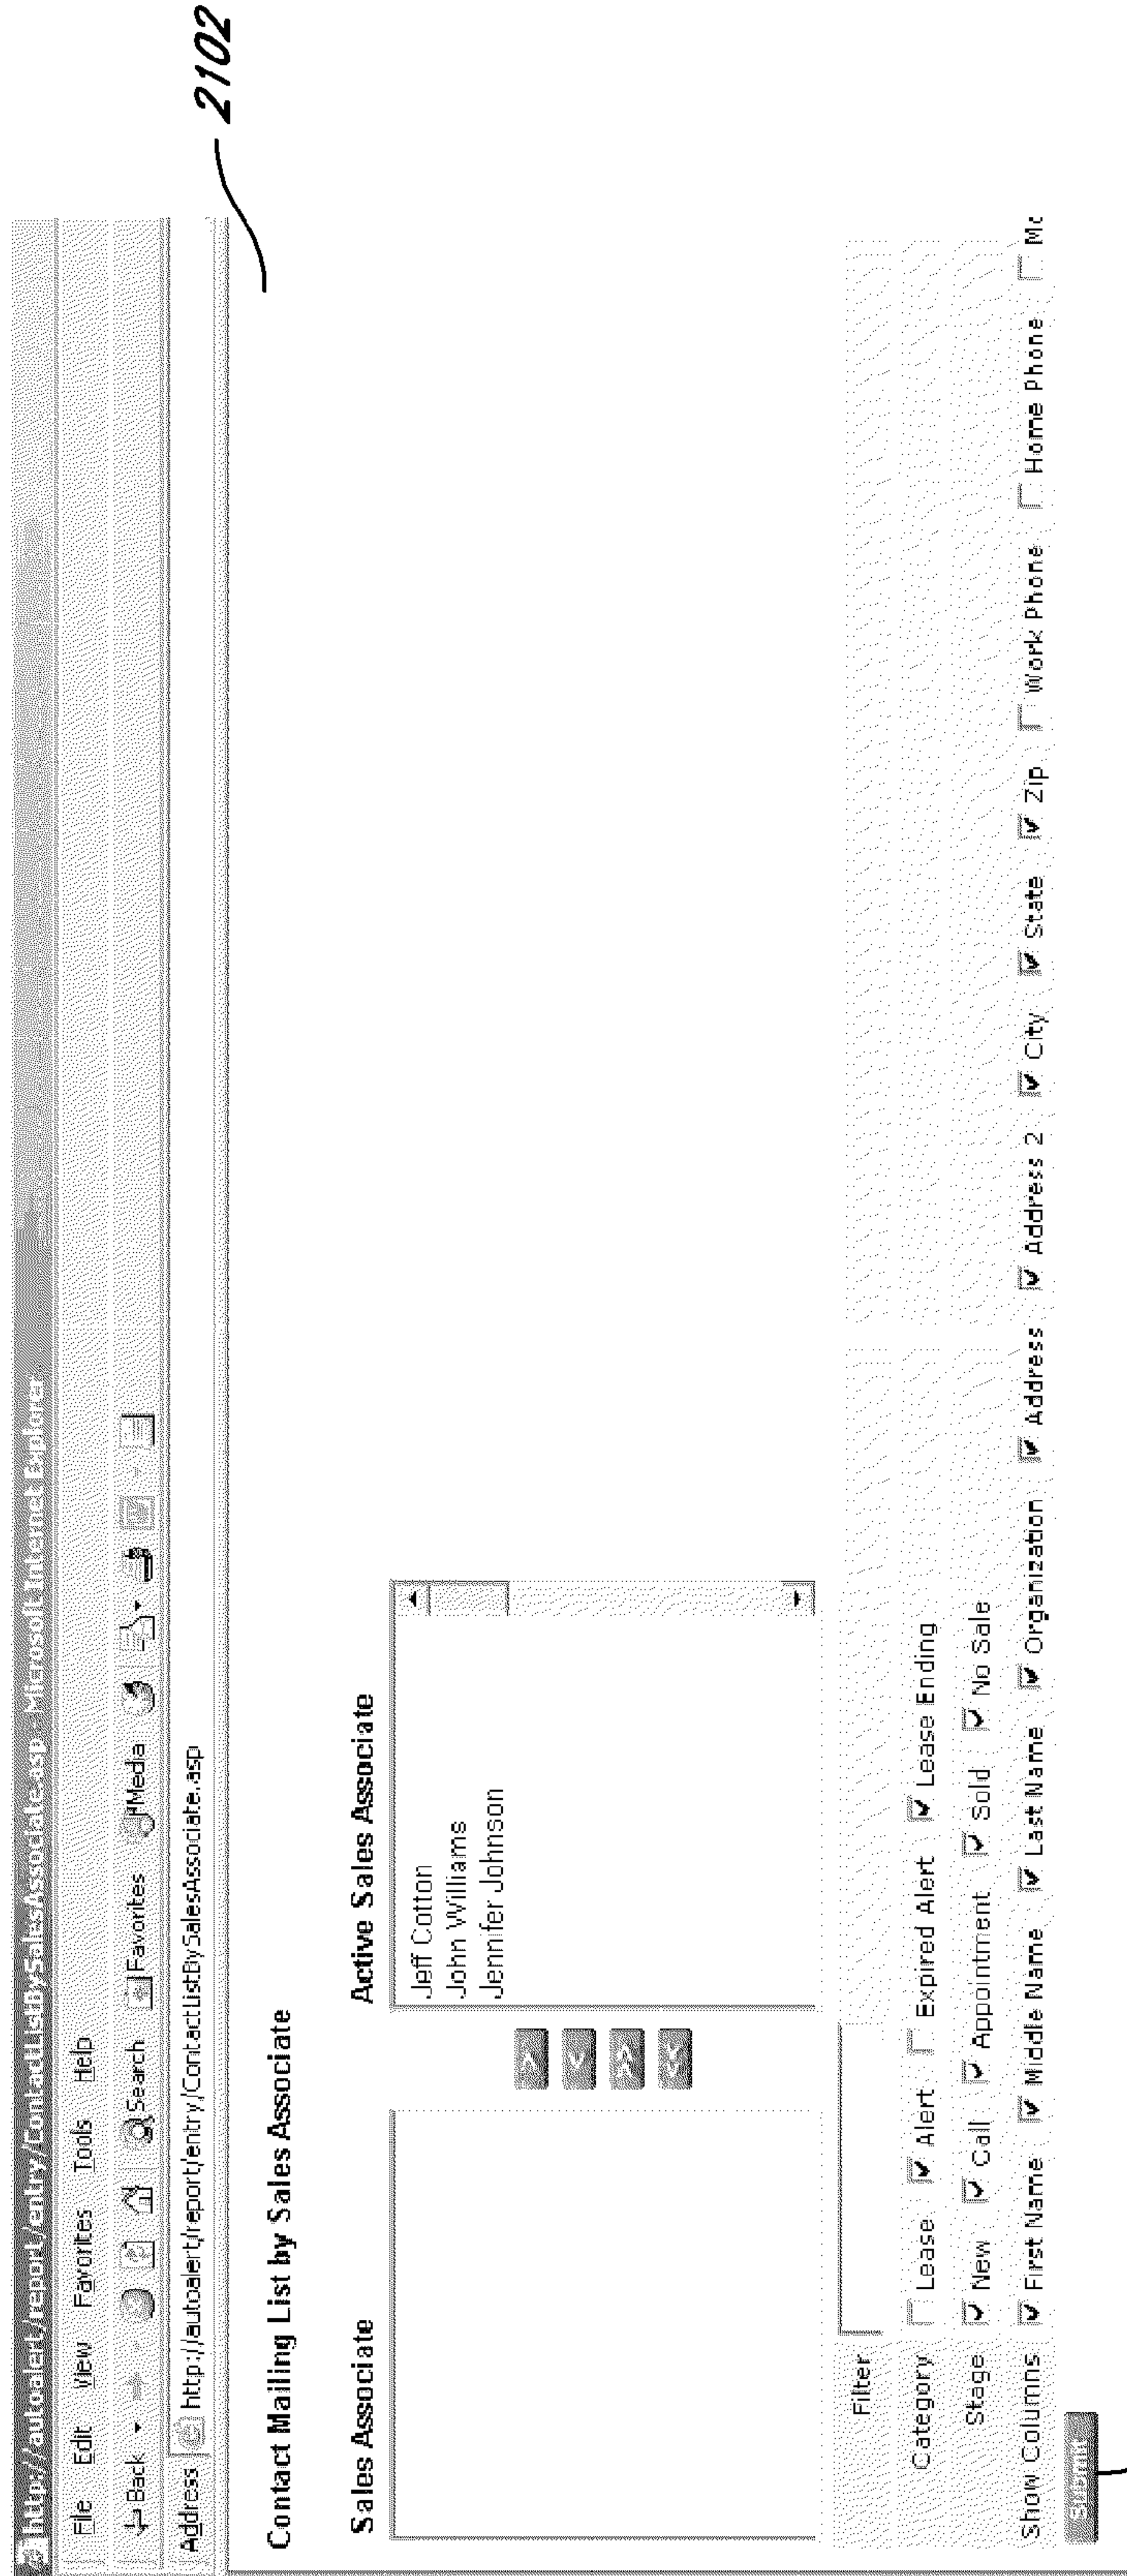 http://autoalert/report/entry/ContactListBySalesAssociate.asp - Microsoft Internet Explorer
File Edit View Favorites Tools Help
Back Search Favorites Media
Address http://autoalert/report/entry/ContactListBySalesAssociate.asp
2102
Contact Mailing List by Sales Associate
Sales Associate Active Sales Associate
Jeff Cotton
John Williams
Jennifer Johnson
>
<
>>
<<
Filter
Category Lease Alert Expired Alert Lease Ending
Stage New Call Appointment Sold No Sale
Show Columns First Name Middle Name Last Name Organization Address Address 2 City State Zip Work Phone Home Phone Mo
Submit